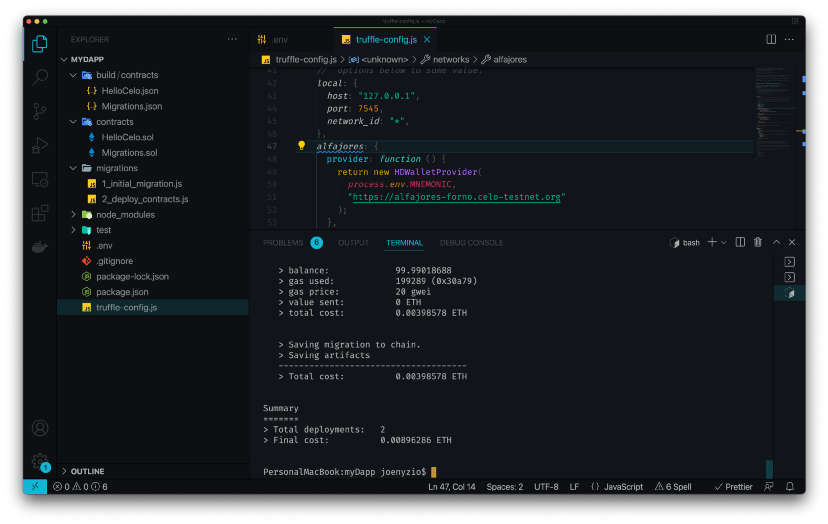 truffle-config.js — myDapp
EXPLORER
MYDAPP
build / contracts
HelloCelo.json
Migrations.json
contracts
HelloCelo.sol
Migrations.sol
migrations
1_initial_migration.js
2_deploy_contracts.js
node_modules
test
.env
.gitignore
package-lock.json
package.json
truffle-config.js
OUTLINE
.env
truffle-config.js
truffle-config.js > <unknown> > networks > alfajores
41 // options below to some value.
42 local: {
43 host: "127.0.0.1",
44 port: 7545,
45 network_id: "*",
46 },
47 alfajores: {
48 provider: function () {
49 return new HDWalletProvider(
50 process.env.MNEMONIC,
51 "https://alfajores-forno.celo-testnet.org"
52 );
53 },
PROBLEMS 6 OUTPUT TERMINAL DEBUG CONSOLE bash
> balance: 99.99018688
> gas used: 199289 (0x30a79)
> gas price: 20 gwei
> value sent: 0 ETH
> total cost: 0.00398578 ETH
> Saving migration to chain.
> Saving artifacts
-------------------------------------
> Total cost: 0.00398578 ETH
Summary
=======
> Total deployments: 2
> Final cost: 0.00896286 ETH
PersonalMacBook:myDapp joenyzio$
1
0 0 6 Ln 47, Col 14 Spaces: 2 UTF-8 LF {} JavaScript 6 Spell Prettier